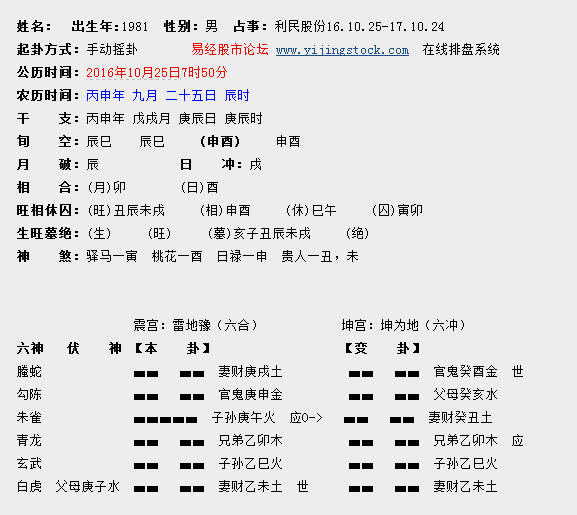 姓名： 出生年:1981 性别:男 占事：利民股份16.10.25-17.10.24
起卦方式：手动摇卦 易经股市论坛 www.yijingstock.com 在线排盘系统
公历时间：2016年10月25日7时50分
农历时间：丙申年 九月 二十五日 辰时
干 支：丙申年 戊戌月 庚辰日 庚辰时
旬 空：辰巳 辰巳 (申酉) 申酉
月 破：辰 日 冲：戌
相 合：(月)卯 (日)酉
旺相休囚：(旺)丑辰未戌 (相)申酉 (休)巳午 (囚)寅卯
生旺墓绝：(生) (旺) (墓)亥子丑辰未戌 (绝)
神 煞：驿马—寅 桃花—酉 日禄—申 贵人—丑，未
震宫：雷地豫（六合） 坤宫：坤为地（六冲）
六神 伏 神 【本 卦】 【变 卦】
螣蛇 妻财庚戌土 官鬼癸酉金 世
勾陈 官鬼庚申金 父母癸亥水
朱雀 子孙庚午火 应O-> 妻财癸丑土
青龙 兄弟乙卯木 兄弟乙卯木 应
玄武 子孙乙巳火 子孙乙巳火
白虎 父母庚子水 妻财乙未土 世 妻财乙未土